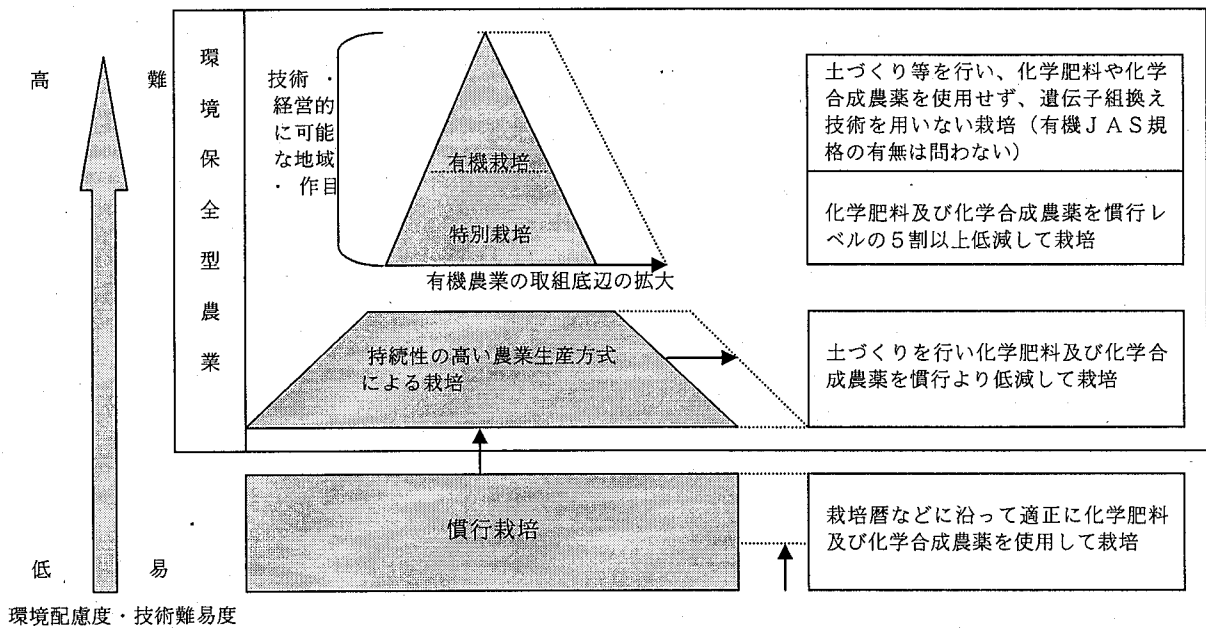 高 難
低 易
環境配慮度・技術難易度
環境保全型農業
技術・
経営的
に可能
な地域
・ 作目
有機栽培
特別栽培
有機農業の取組底辺の拡大
持続性の高い農業生産方式
による栽培
慣行栽培
土づくり等を行い、化学肥料や化学
合成農薬を使用せず、遺伝子組換え
技術を用いない栽培（有機ＪＡＳ規
格の有無は問わない）
化学肥料及び化学合成農薬を慣行レ
ベルの５割以上低減して栽培
土づくりを行い化学肥料及び化学合
成農薬を慣行より低減して栽培
栽培暦などに沿って適正に化学肥料
及び化学合成農薬を使用して栽培